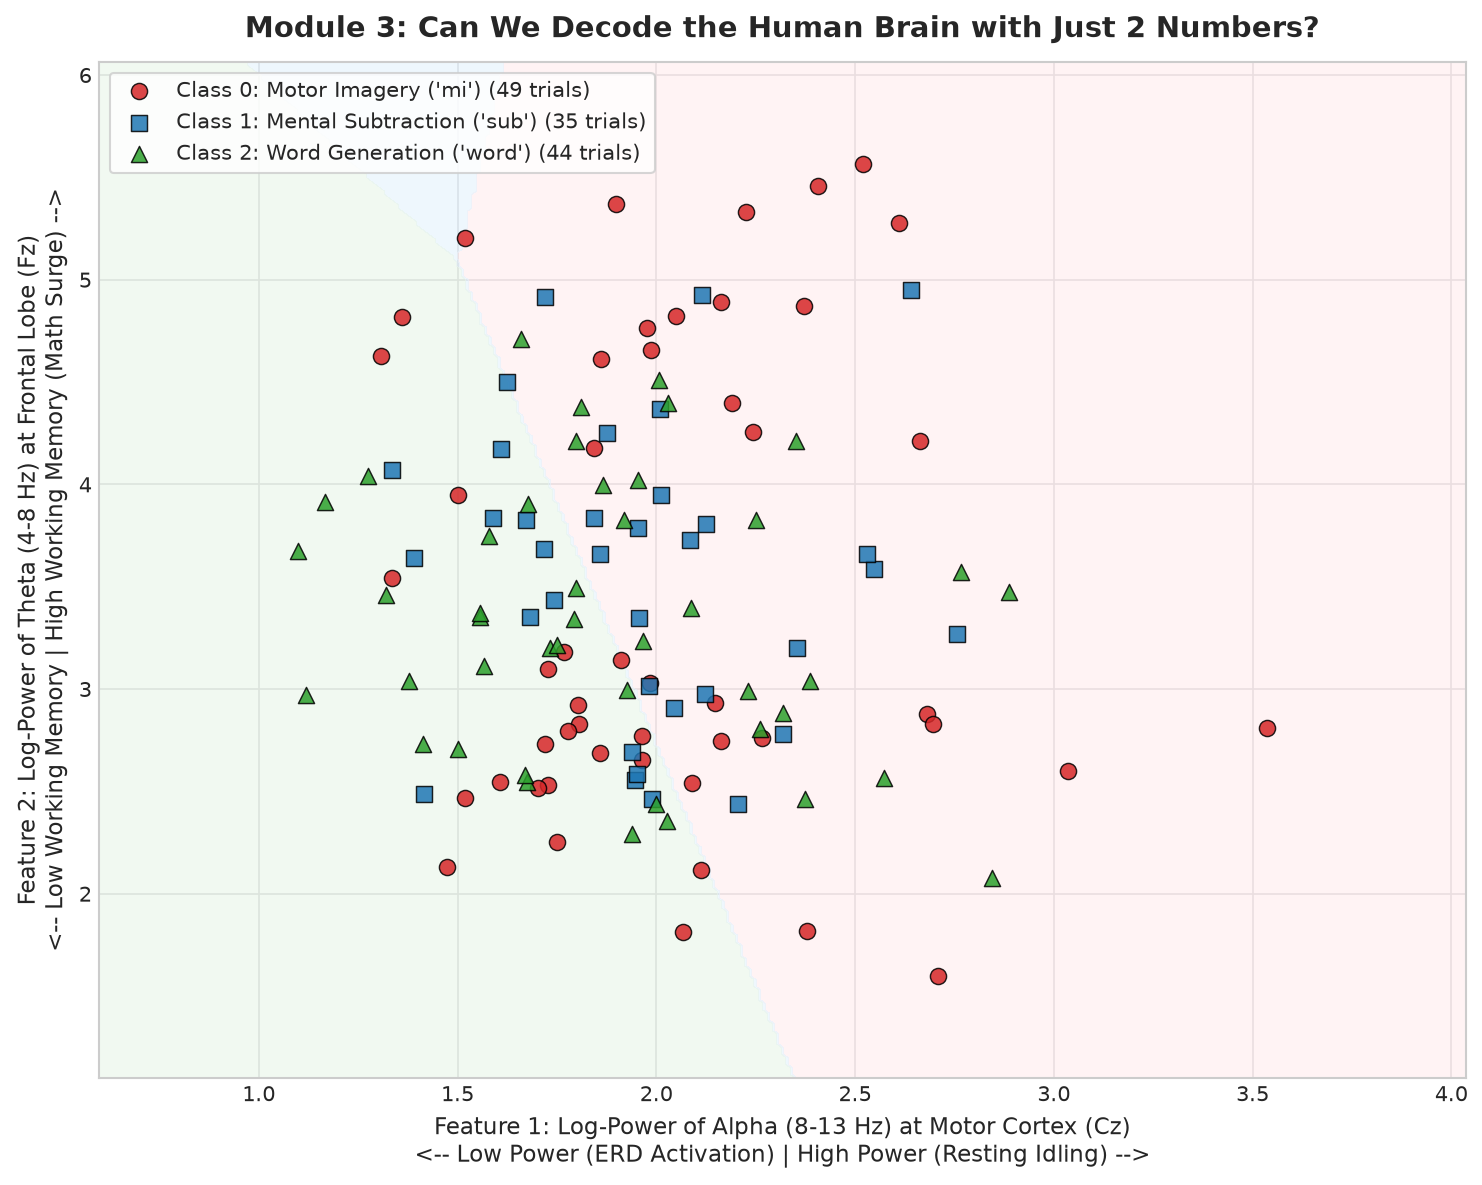 Module 3: Can We Decode the Human Brain with Just 2 Numbers?
Class 0: Motor Imagery ('mi') (49 trials)
Class 1: Mental Subtraction ('sub') (35 trials)
Class 2: Word Generation ('word') (44 trials)
Feature 2: Log-Power of Theta (4-8 Hz) at Frontal Lobe (Fz)
<-- Low Working Memory | High Working Memory (Math Surge) -->
6
5
4
3
2
1.0 1.5 2.0 2.5 3.0 3.5 4.0
Feature 1: Log-Power of Alpha (8-13 Hz) at Motor Cortex (Cz)
<-- Low Power (ERD Activation) | High Power (Resting Idling) -->